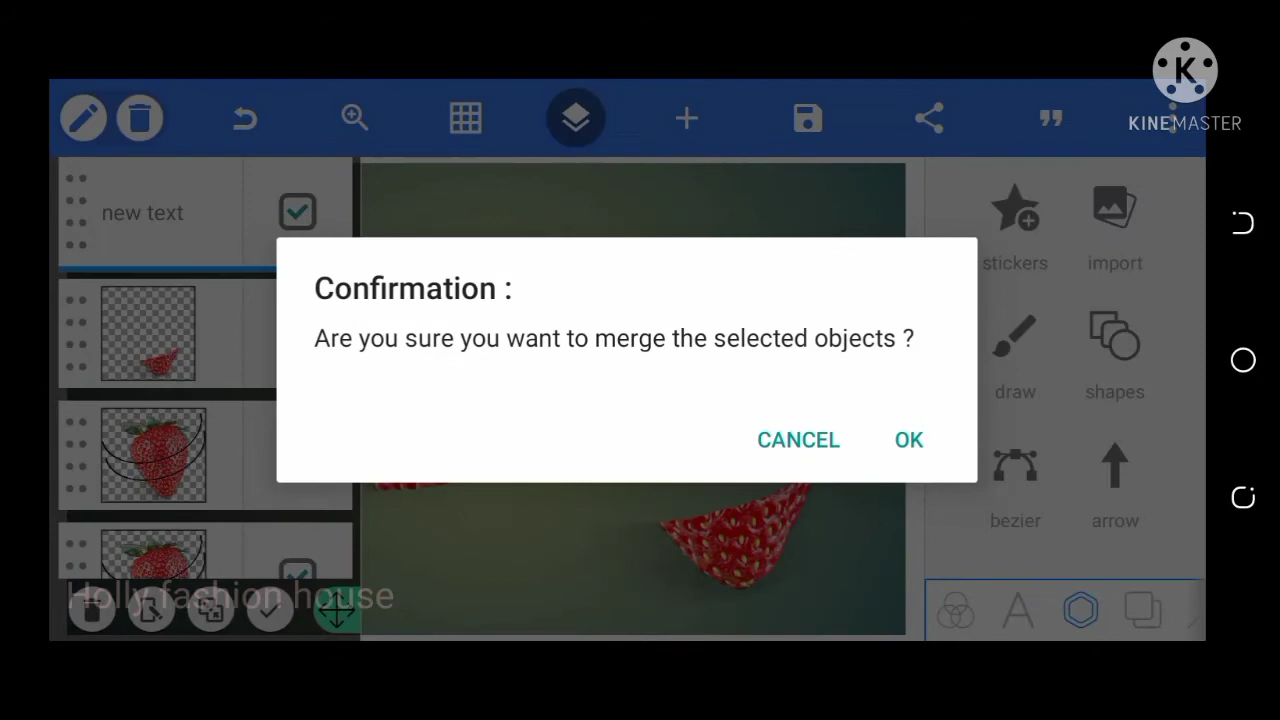 KINEMASTER
new text
stickers
import
Confirmation :
Are you sure you want to merge the selected objects ?
CANCEL
OK
draw
shapes
bezier
arrow
Holly fashion house